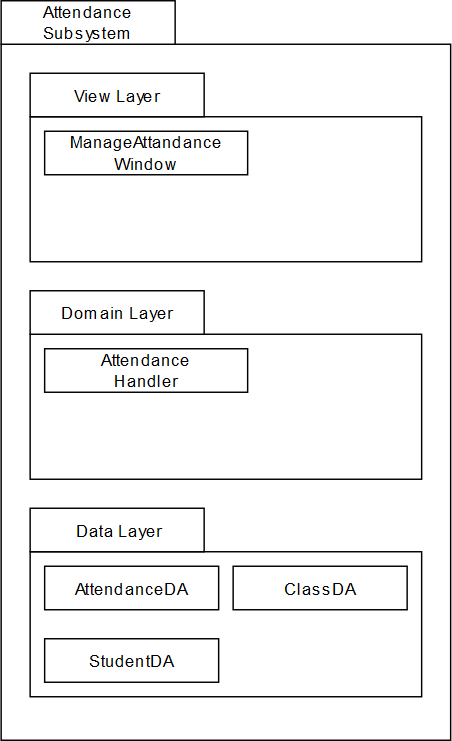 Attendance
Subsystem
View Layer
ManageAttandance
Window
Domain Layer
Attendance
Handler
Data Layer
AttendanceDA
ClassDA
StudentDA